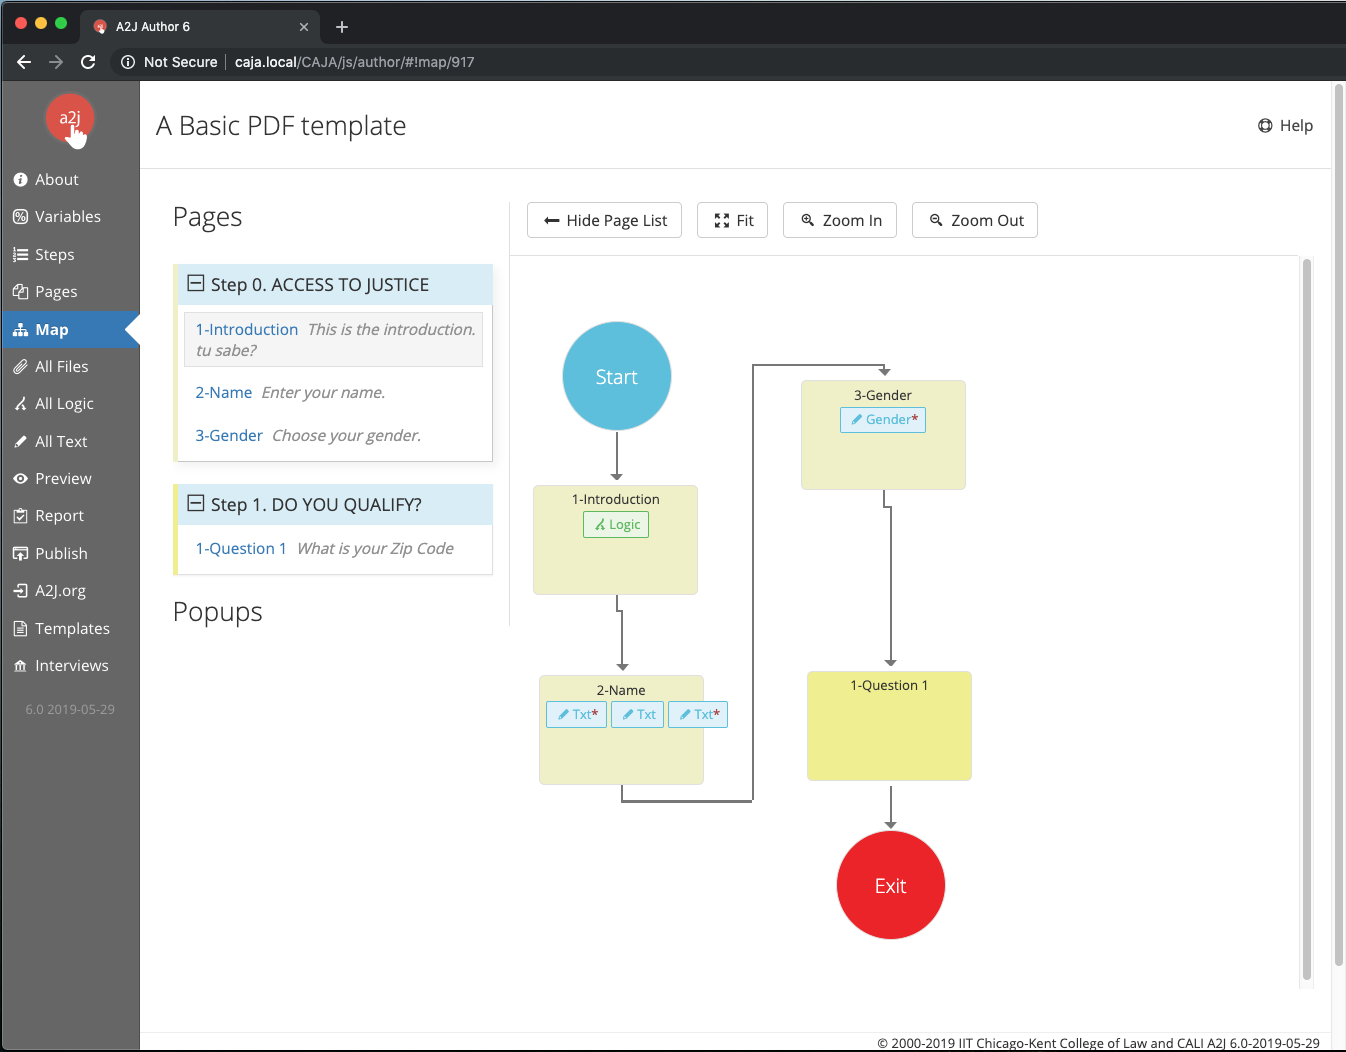 A2J Author 6
Not Secure caja.local/CAJA/js/author/#!map/917
a2j
A Basic PDF template
Help
About
Variables
Steps
Pages
Map
All Files
All Logic
All Text
Preview
Report
Publish
A2J.org
Templates
Interviews
6.0 2019-05-29
Pages
Step 0. ACCESS TO JUSTICE
1-Introduction This is the introduction.
tu sabe?
2-Name Enter your name.
3-Gender Choose your gender.
Step 1. DO YOU QUALIFY?
1-Question 1 What is your Zip Code
Popups
Hide Page List
Fit
Zoom In
Zoom Out
Start
1-Introduction
Logic
2-Name
Txt* Txt Txt*
3-Gender
Gender*
1-Question 1
Exit
© 2000-2019 IIT Chicago-Kent College of Law and CALI A2J 6.0-2019-05-29